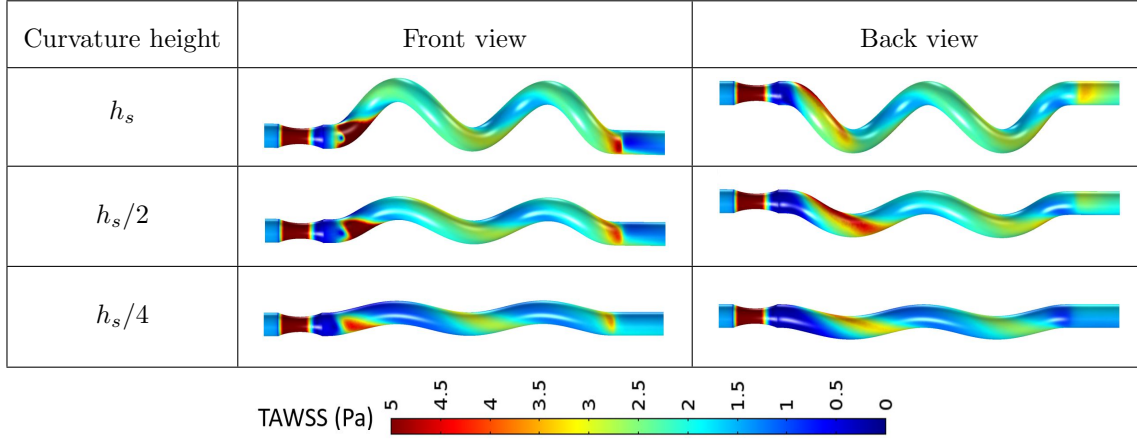 Curvature height Front view Back view
h_s
h_s/2
h_s/4
TAWSS (Pa) 5 4.5 4 3.5 3 2.5 2 1.5 1 0.5 0